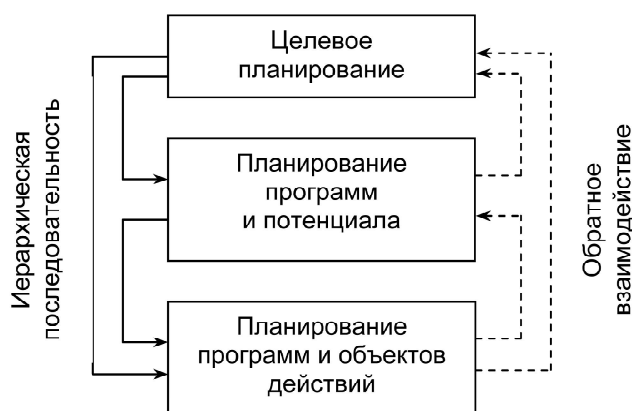 Целевое
планирование
Планирование
программ
и потенциала
Планирование
программ и объектов
действий
Иерархическая
последовательность
Обратное
взаимодействие